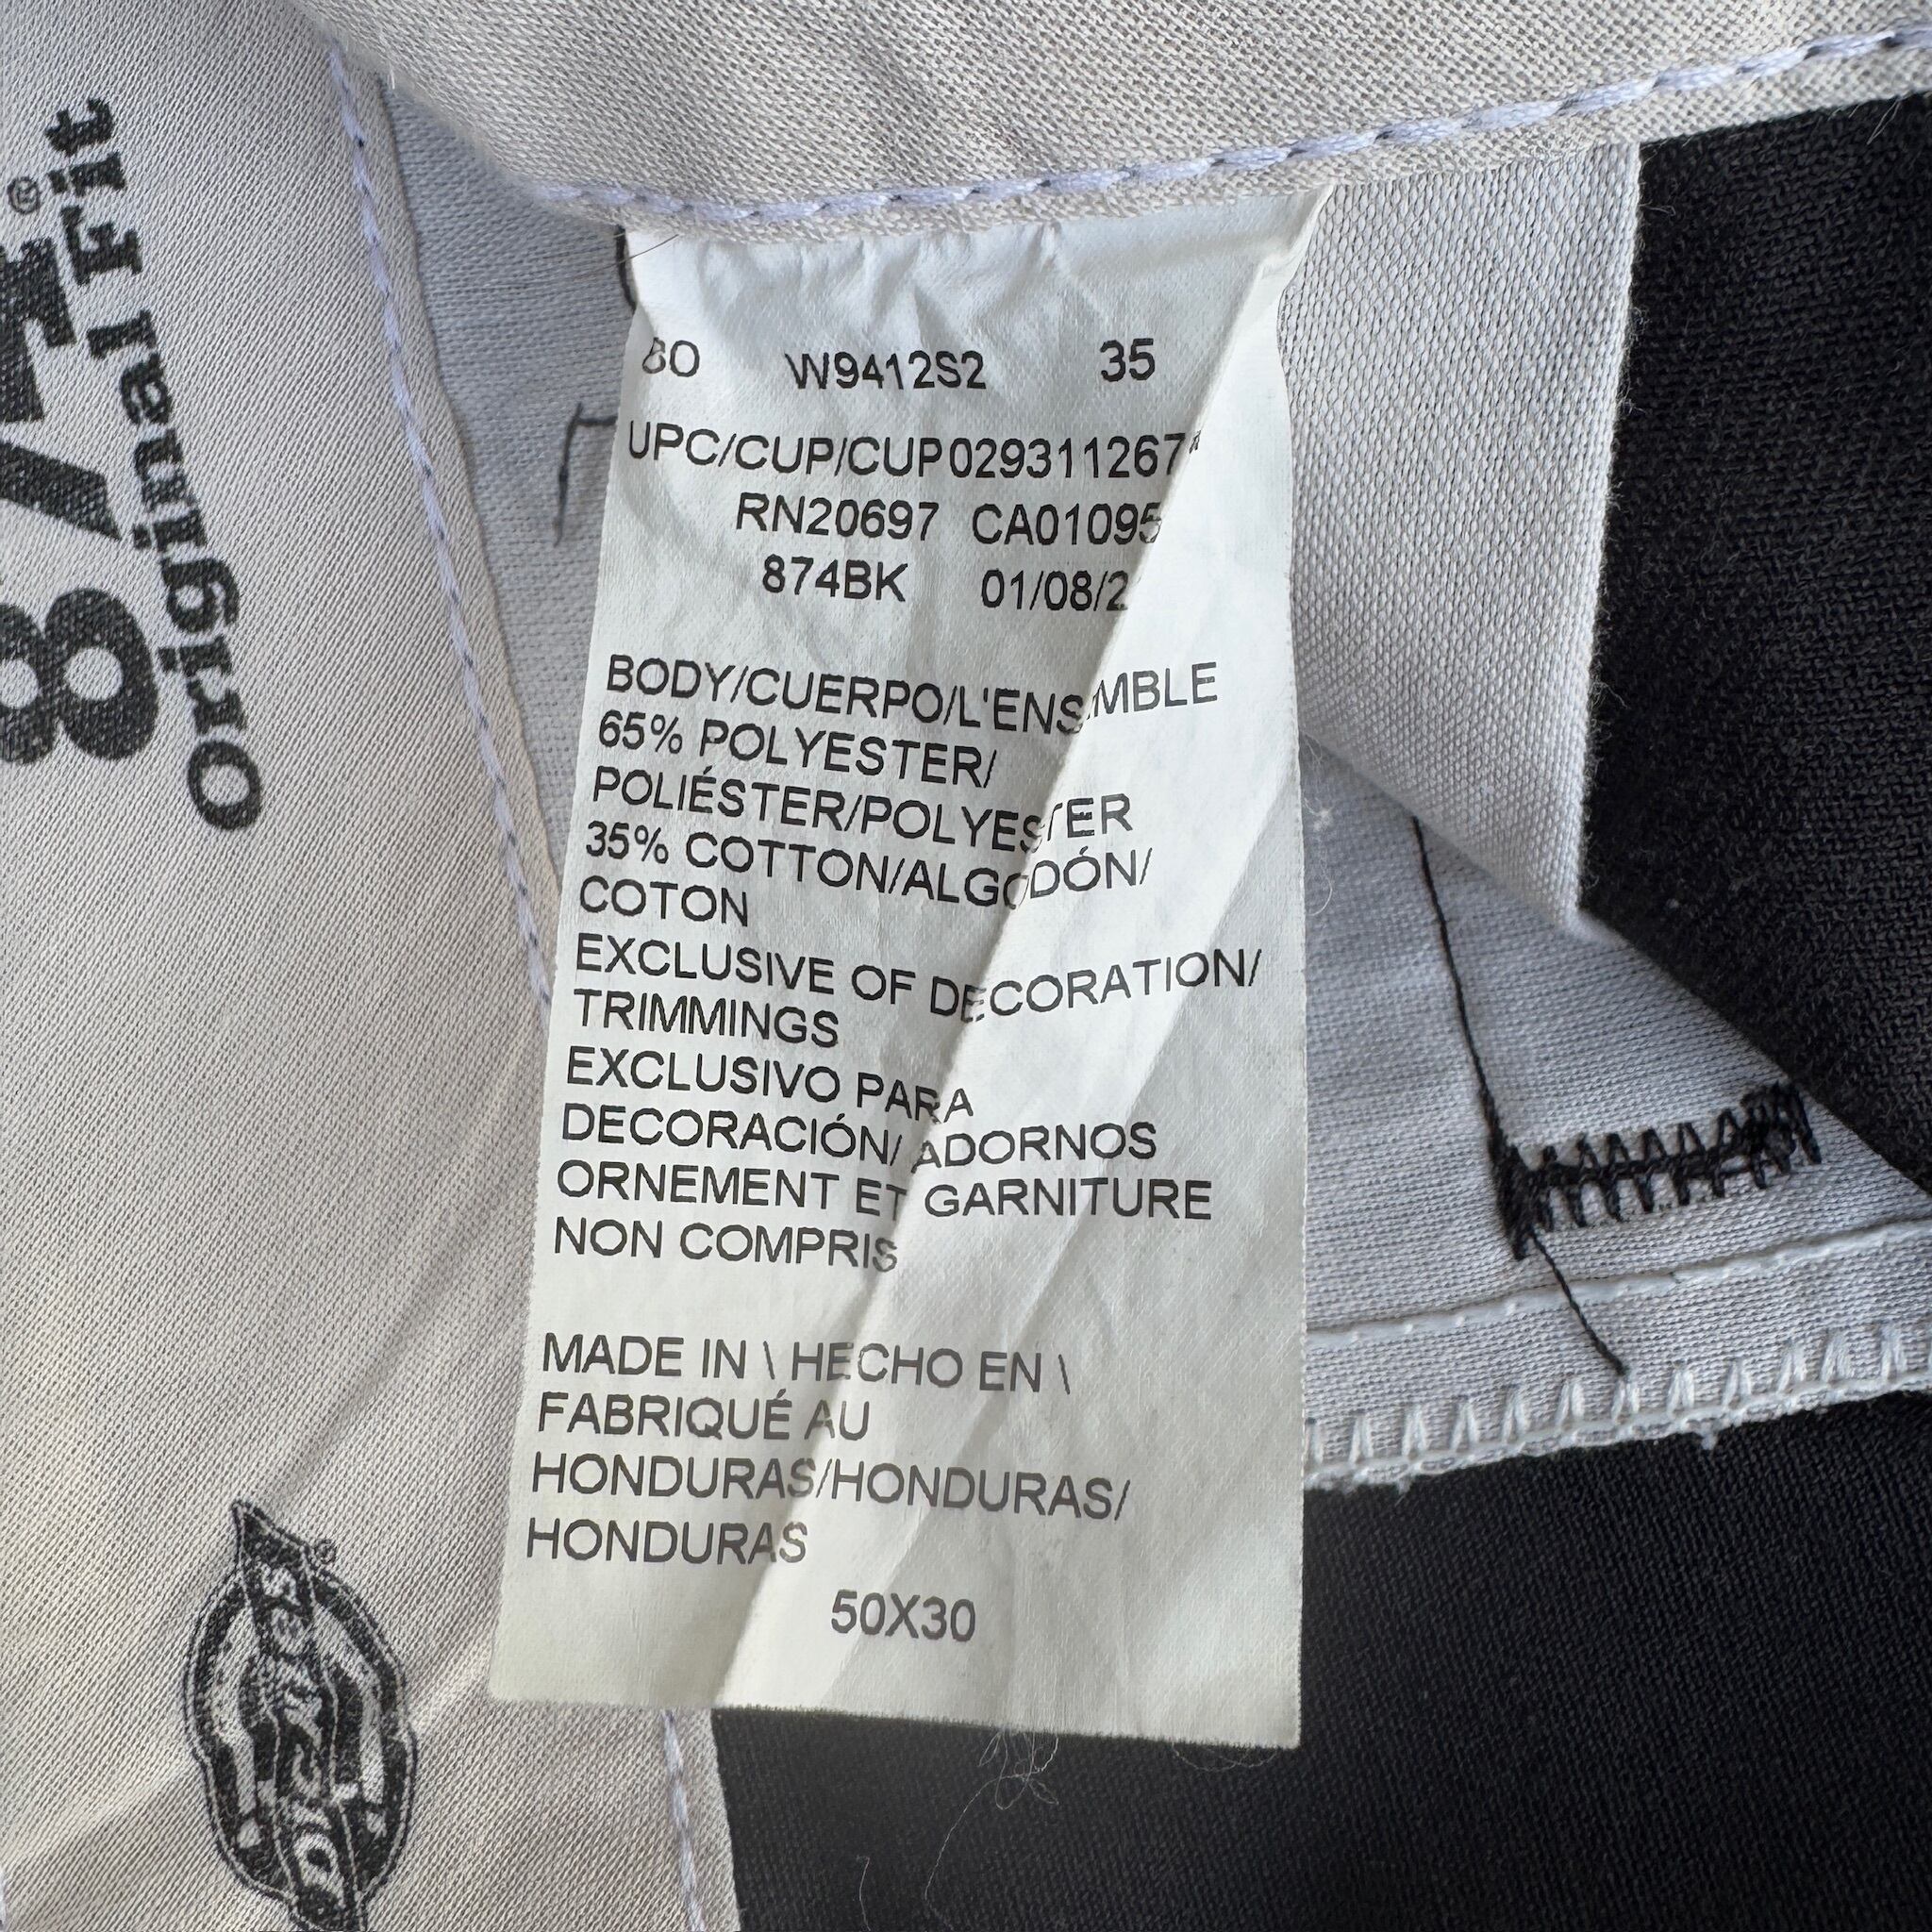 80 W9412S2 35
UPC/CUP/CUP029311267
RN20697 CA01095
874BK 01/08/2
BODY/CUERPO/L'ENSEMBLE
65% POLYESTER/
POLIÉSTER/POLYESTER
35% COTTON/ALGODÓN/
COTON
EXCLUSIVE OF DECORATION/
TRIMMINGS
EXCLUSIVO PARA
DECORACIÓN/ ADORNOS
ORNEMENT ET GARNITURE
NON COMPRIS
MADE IN \ HECHO EN \
FABRIQUÉ AU
HONDURAS/HONDURAS/
HONDURAS
50X30
Original Fit
Dickies